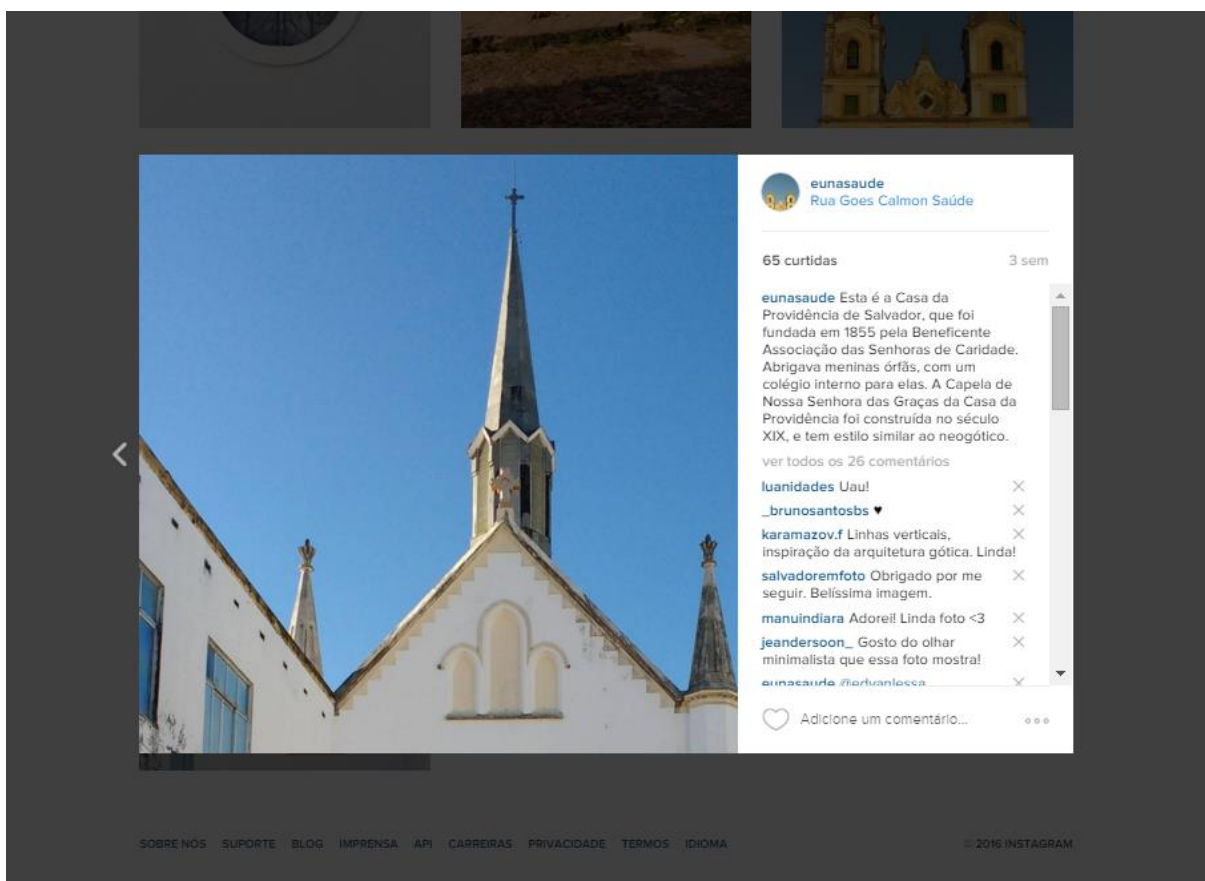 eunasaude
Rua Goes Calmon Saúde
65 curtidas 3 sem
eunasaude Esta é a Casa da
Providência de Salvador, que foi
fundada em 1855 pela Beneficente
Associação das Senhoras de Caridade.
Abrigava meninas órfãs, com um
colégio interno para elas. A Capela de
Nossa Senhora das Graças da Casa da
Providência foi construída no século
XIX, e tem estilo similar ao neogótico.
ver todos os 26 comentários
luanidades Uau!
_brunosantosbs ♥
karamazov.f Linhas verticais,
inspiração da arquitetura gótica. Linda!
salvadoremfoto Obrigado por me
seguir. Belíssima imagem.
manuindiara Adorei! Linda foto <3
jeandersoon_ Gosto do olhar
minimalista que essa foto mostra!
eunasaude @edvanlessa
Adicione um comentário...
SOBRE NÓS SUPORTE BLOG IMPRENSA API CARREIRAS PRIVACIDADE TERMOS IDIOMA © 2016 INSTAGRAM